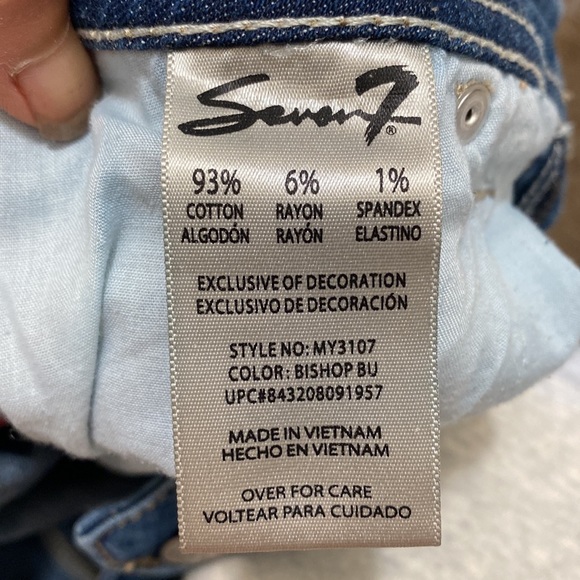 Seven7®
93% 6% 1%
COTTON RAYON SPANDEX
ALGODÓN RAYÓN ELASTINO
EXCLUSIVE OF DECORATION
EXCLUSIVO DE DECORACIÓN
STYLE NO: MY3107
COLOR: BISHOP BU
UPC#843208091957
MADE IN VIETNAM
HECHO EN VIETNAM
OVER FOR CARE
VOLTEAR PARA CUIDADO